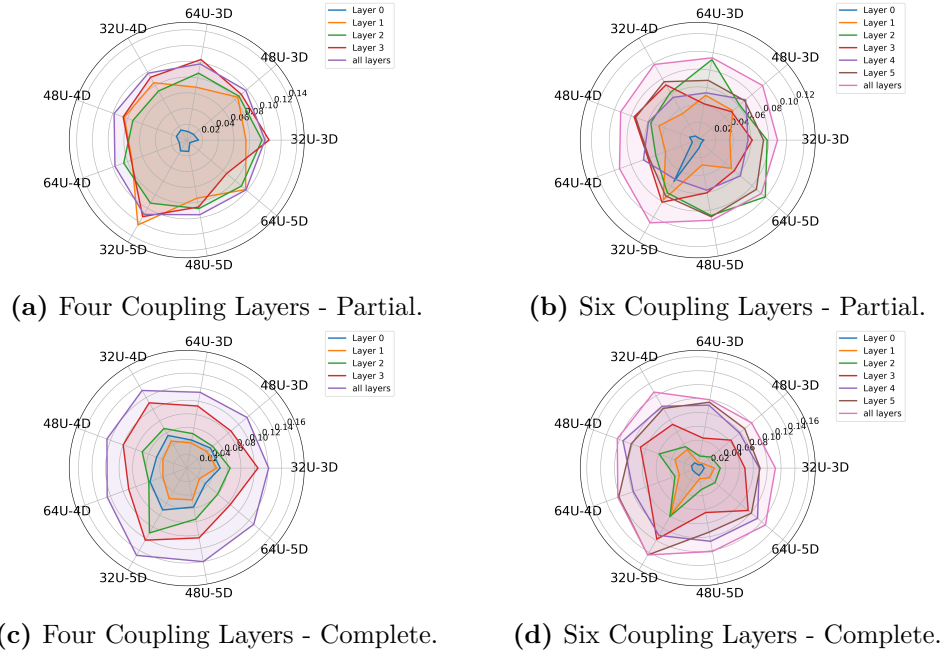 64U-3D
32U-4D
48U-3D
48U-4D
32U-3D
64U-4D
64U-5D
32U-5D
48U-5D
0.02
0.04
0.06
0.08
0.10
0.12
0.14
Layer 0
Layer 1
Layer 2
Layer 3
all layers
64U-3D
32U-4D
48U-3D
48U-4D
32U-3D
64U-4D
64U-5D
32U-5D
48U-5D
0.02
0.04
0.06
0.08
0.10
0.12
0.14
Layer 0
Layer 1
Layer 2
Layer 3
Layer 4
Layer 5
all layers
(a) Four Coupling Layers - Partial.
(b) Six Coupling Layers - Partial.
64U-3D
32U-4D
48U-3D
48U-4D
32U-3D
64U-4D
64U-5D
32U-5D
48U-5D
0.02
0.04
0.06
0.08
0.10
0.12
0.14
0.16
Layer 0
Layer 1
Layer 2
Layer 3
all layers
64U-3D
32U-4D
48U-3D
48U-4D
32U-3D
64U-4D
64U-5D
32U-5D
48U-5D
0.02
0.04
0.06
0.08
0.10
0.12
0.14
0.16
Layer 0
Layer 1
Layer 2
Layer 3
Layer 4
Layer 5
all layers
(c) Four Coupling Layers - Complete.
(d) Six Coupling Layers - Complete.